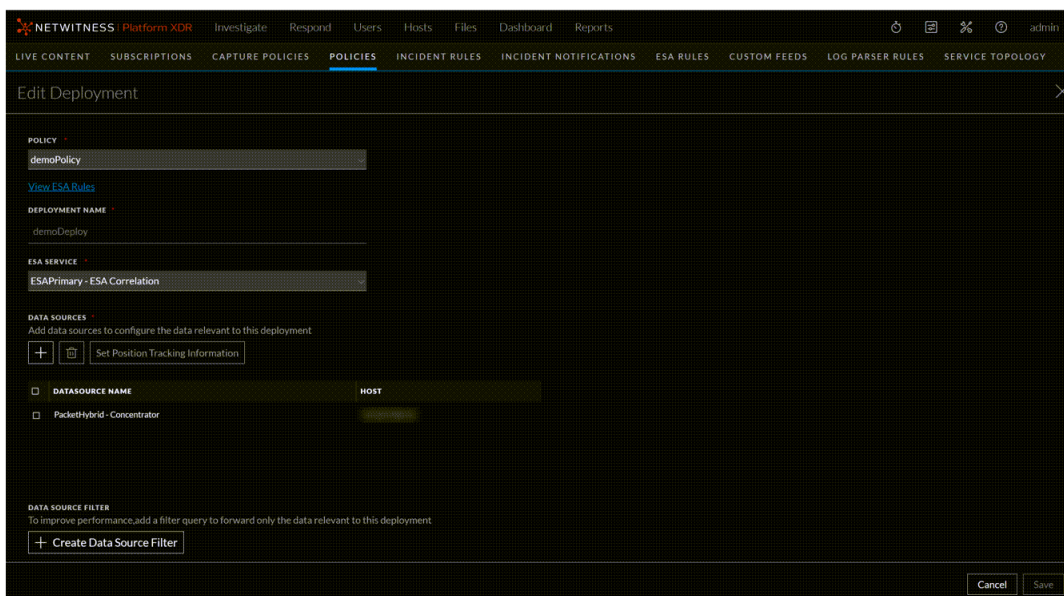 NETWITNESS | Platform XDR Investigate Respond Users Hosts Files Dashboard Reports admin
LIVE CONTENT SUBSCRIPTIONS CAPTURE POLICIES POLICIES INCIDENT RULES INCIDENT NOTIFICATIONS ESA RULES CUSTOM FEEDS LOG PARSER RULES SERVICE TOPOLOGY
Edit Deployment
POLICY *
demoPolicy
View ESA Rules
DEPLOYMENT NAME *
demoDeploy
ESA SERVICE *
ESAPrimary - ESA Correlation
DATA SOURCES *
Add data sources to configure the data relevant to this deployment
Set Position Tracking Information
DATASOURCE NAME HOST
PacketHybrid - Concentrator
DATA SOURCE FILTER
To improve performance,add a filter query to forward only the data relevant to this deployment
+ Create Data Source Filter
Cancel Save